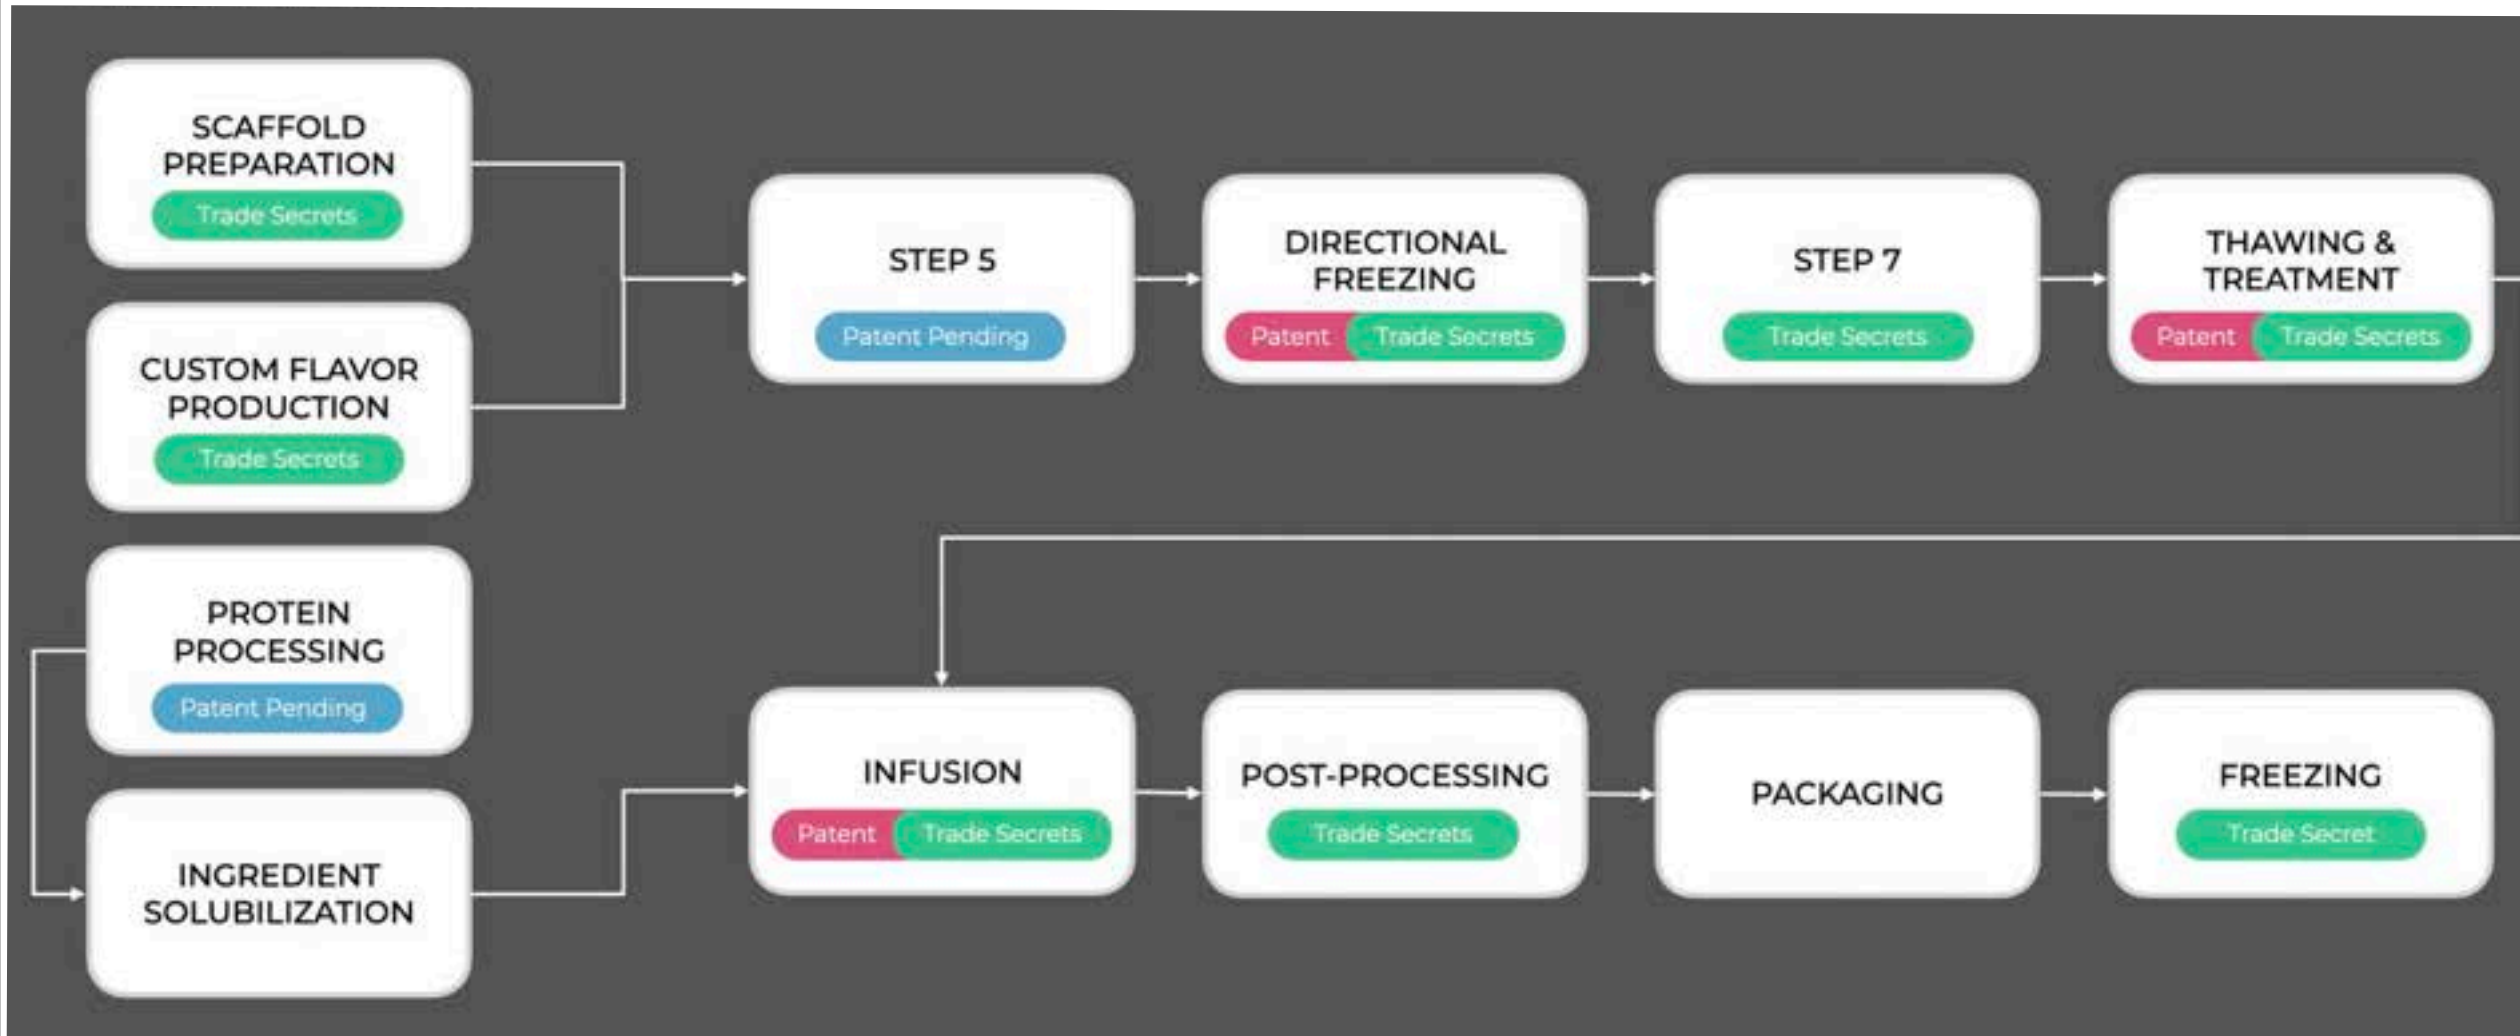 SCAFFOLD
PREPARATION
Trade Secrets
CUSTOM FLAVOR
PRODUCTION
Trade Secrets
PROTEIN
PROCESSING
Patent Pending
INGREDIENT
SOLUBILIZATION
STEP 5
Patent Pending
DIRECTIONAL
FREEZING
Patent Trade Secrets
STEP 7
Trade Secrets
THAWING &
TREATMENT
Patent Trade Secrets
INFUSION
Patent Trade Secrets
POST-PROCESSING
Trade Secrets
PACKAGING
FREEZING
Trade Secret